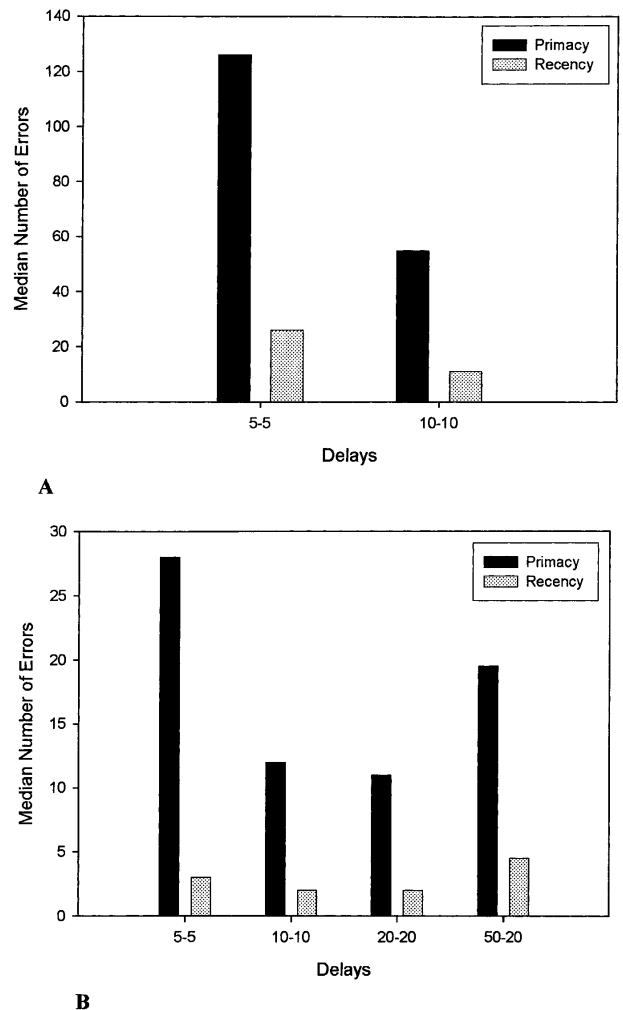 140
120
100
80
60
40
20
0
Median Number of Errors
Primacy
Recency
5-5 10-10
Delays
A
30
25
20
15
10
5
0
Median Number of Errors
Primacy
Recency
5-5 10-10 20-20 50-20
Delays
B